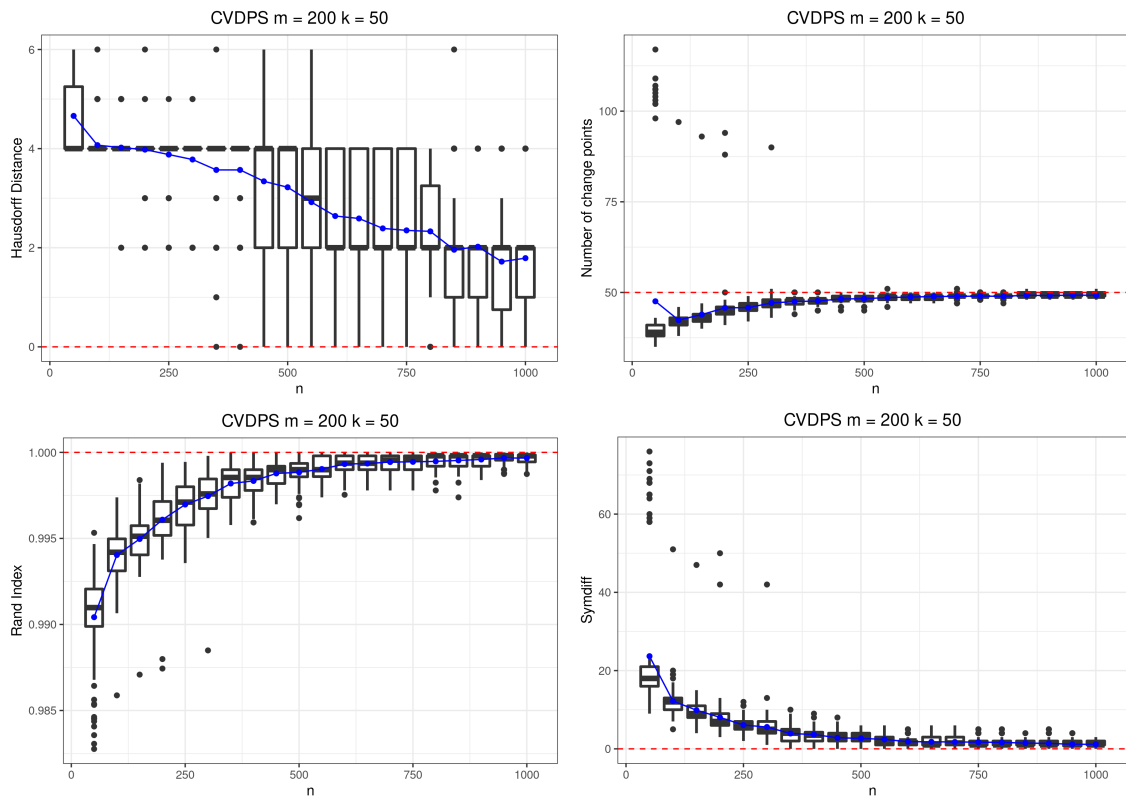 CVDPS m = 200 k = 50
Hausdorff Distance
6
4
2
0
0
250
500
750
1000
n
CVDPS m = 200 k = 50
Number of change points
100
75
50
0
250
500
750
1000
n
CVDPS m = 200 k = 50
Rand Index
1.000
0.995
0.990
0.985
0
250
500
750
1000
n
CVDPS m = 200 k = 50
Symdiff
60
40
20
0
0
250
500
750
1000
n